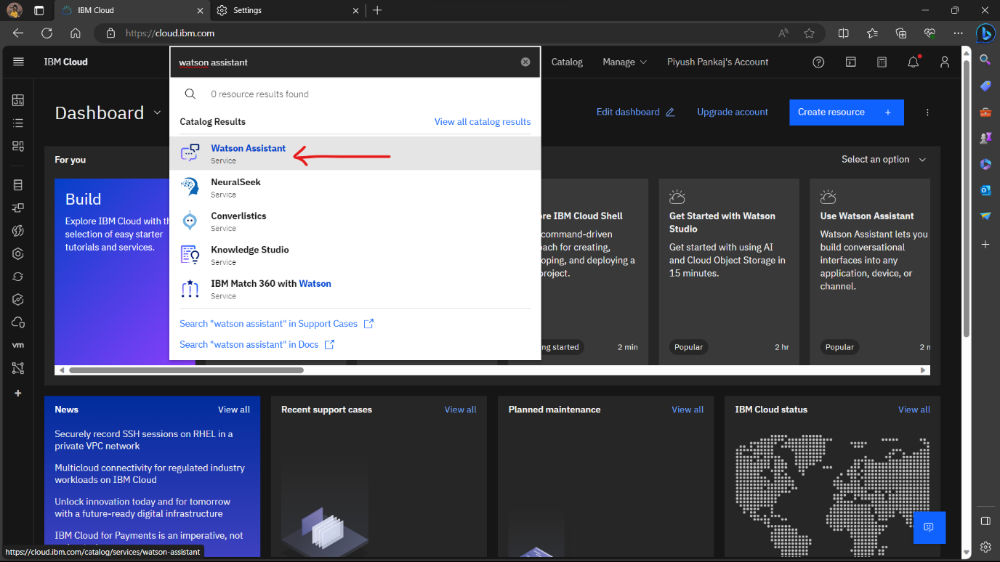 IBM Cloud
Settings
https://cloud.ibm.com
IBM Cloud
watson assistant
Catalog
Manage
Piyush Pankaj's Account
0 resource results found
Catalog Results
View all catalog results
Watson Assistant
Service
NeuralSeek
Service
Converlistics
Service
Knowledge Studio
Service
IBM Match 360 with Watson
Service
Search "watson assistant" in Support Cases
Search "watson assistant" in Docs
Dashboard
Edit dashboard
Upgrade account
Create resource
For you
Select an option
Build
Explore IBM Cloud with
selection of easy starter
tutorials and services.
IBM Cloud Shell
command-driven
for creating,
and deploying a
started
2 min
Get Started with Watson
Studio
Get started with using AI
and Cloud Object Storage in
15 minutes.
Popular
2 hr
Use Watson Assistant
Watson Assistant lets you
build conversational
interfaces into any
application, device, or
channel.
Popular
2
vm
News
View all
Securely record SSH sessions on RHEL in a
private VPC network
Multicloud connectivity for regulated industry
workloads on IBM Cloud
Unlock innovation today and for tomorrow
with a future-ready digital infrastructure
IBM Cloud for Payments is an imperative, not
Recent support cases
View all
Planned maintenance
View all
IBM Cloud status
View all
https://cloud.ibm.com/catalog/services/watson-assistant